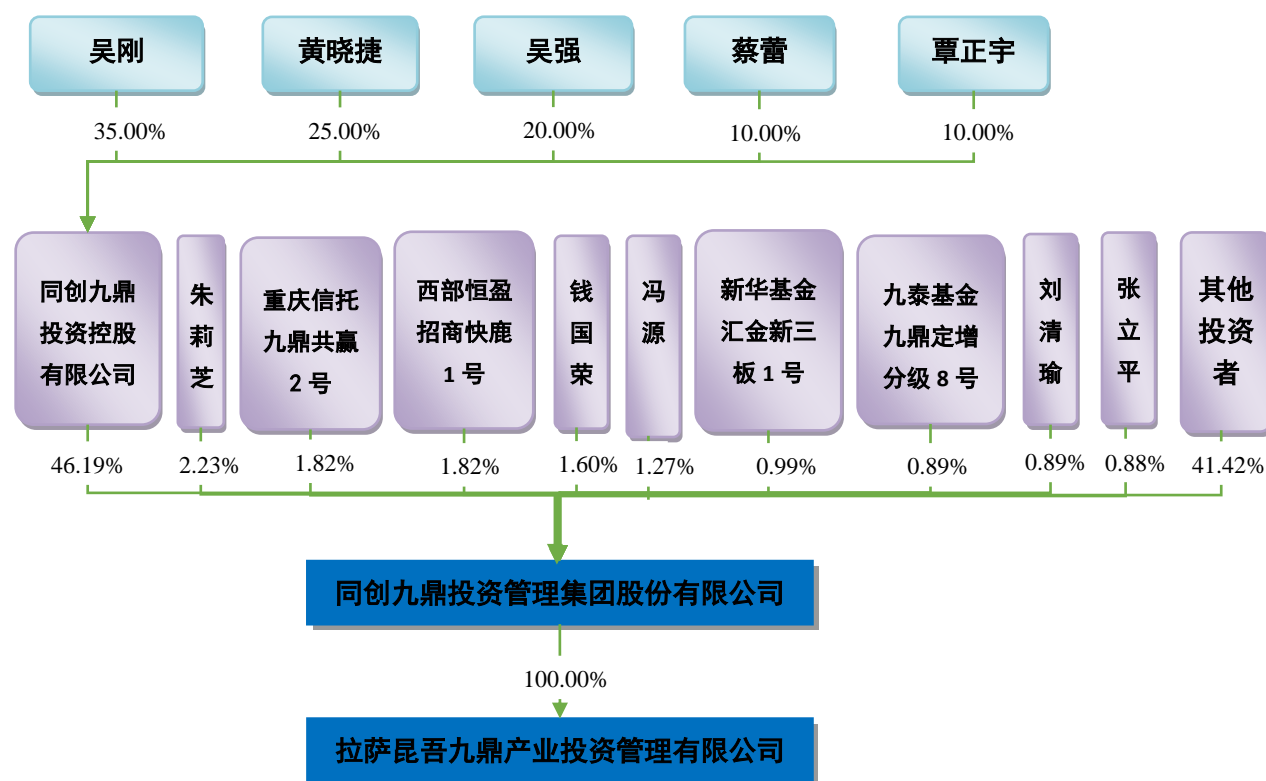 吴刚
黄晓捷
吴强
蔡蕾
覃正宇
35.00%
25.00%
20.00%
10.00%
10.00%
同创九鼎
投资控股
有限公司
朱
莉
芝
重庆信托
九鼎共赢
2 号
西部恒盈
招商快鹿
1 号
钱
国
荣
冯
源
新华基金
汇金新三
板 1 号
九泰基金
九鼎定增
分级 8 号
刘
清
瑜
张
立
平
其他
投资
者
46.19%
2.23%
1.82%
1.82%
1.60%
1.27%
0.99%
0.89%
0.89%
0.88%
41.42%
同创九鼎投资管理集团股份有限公司
100.00%
拉萨昆吾九鼎产业投资管理有限公司